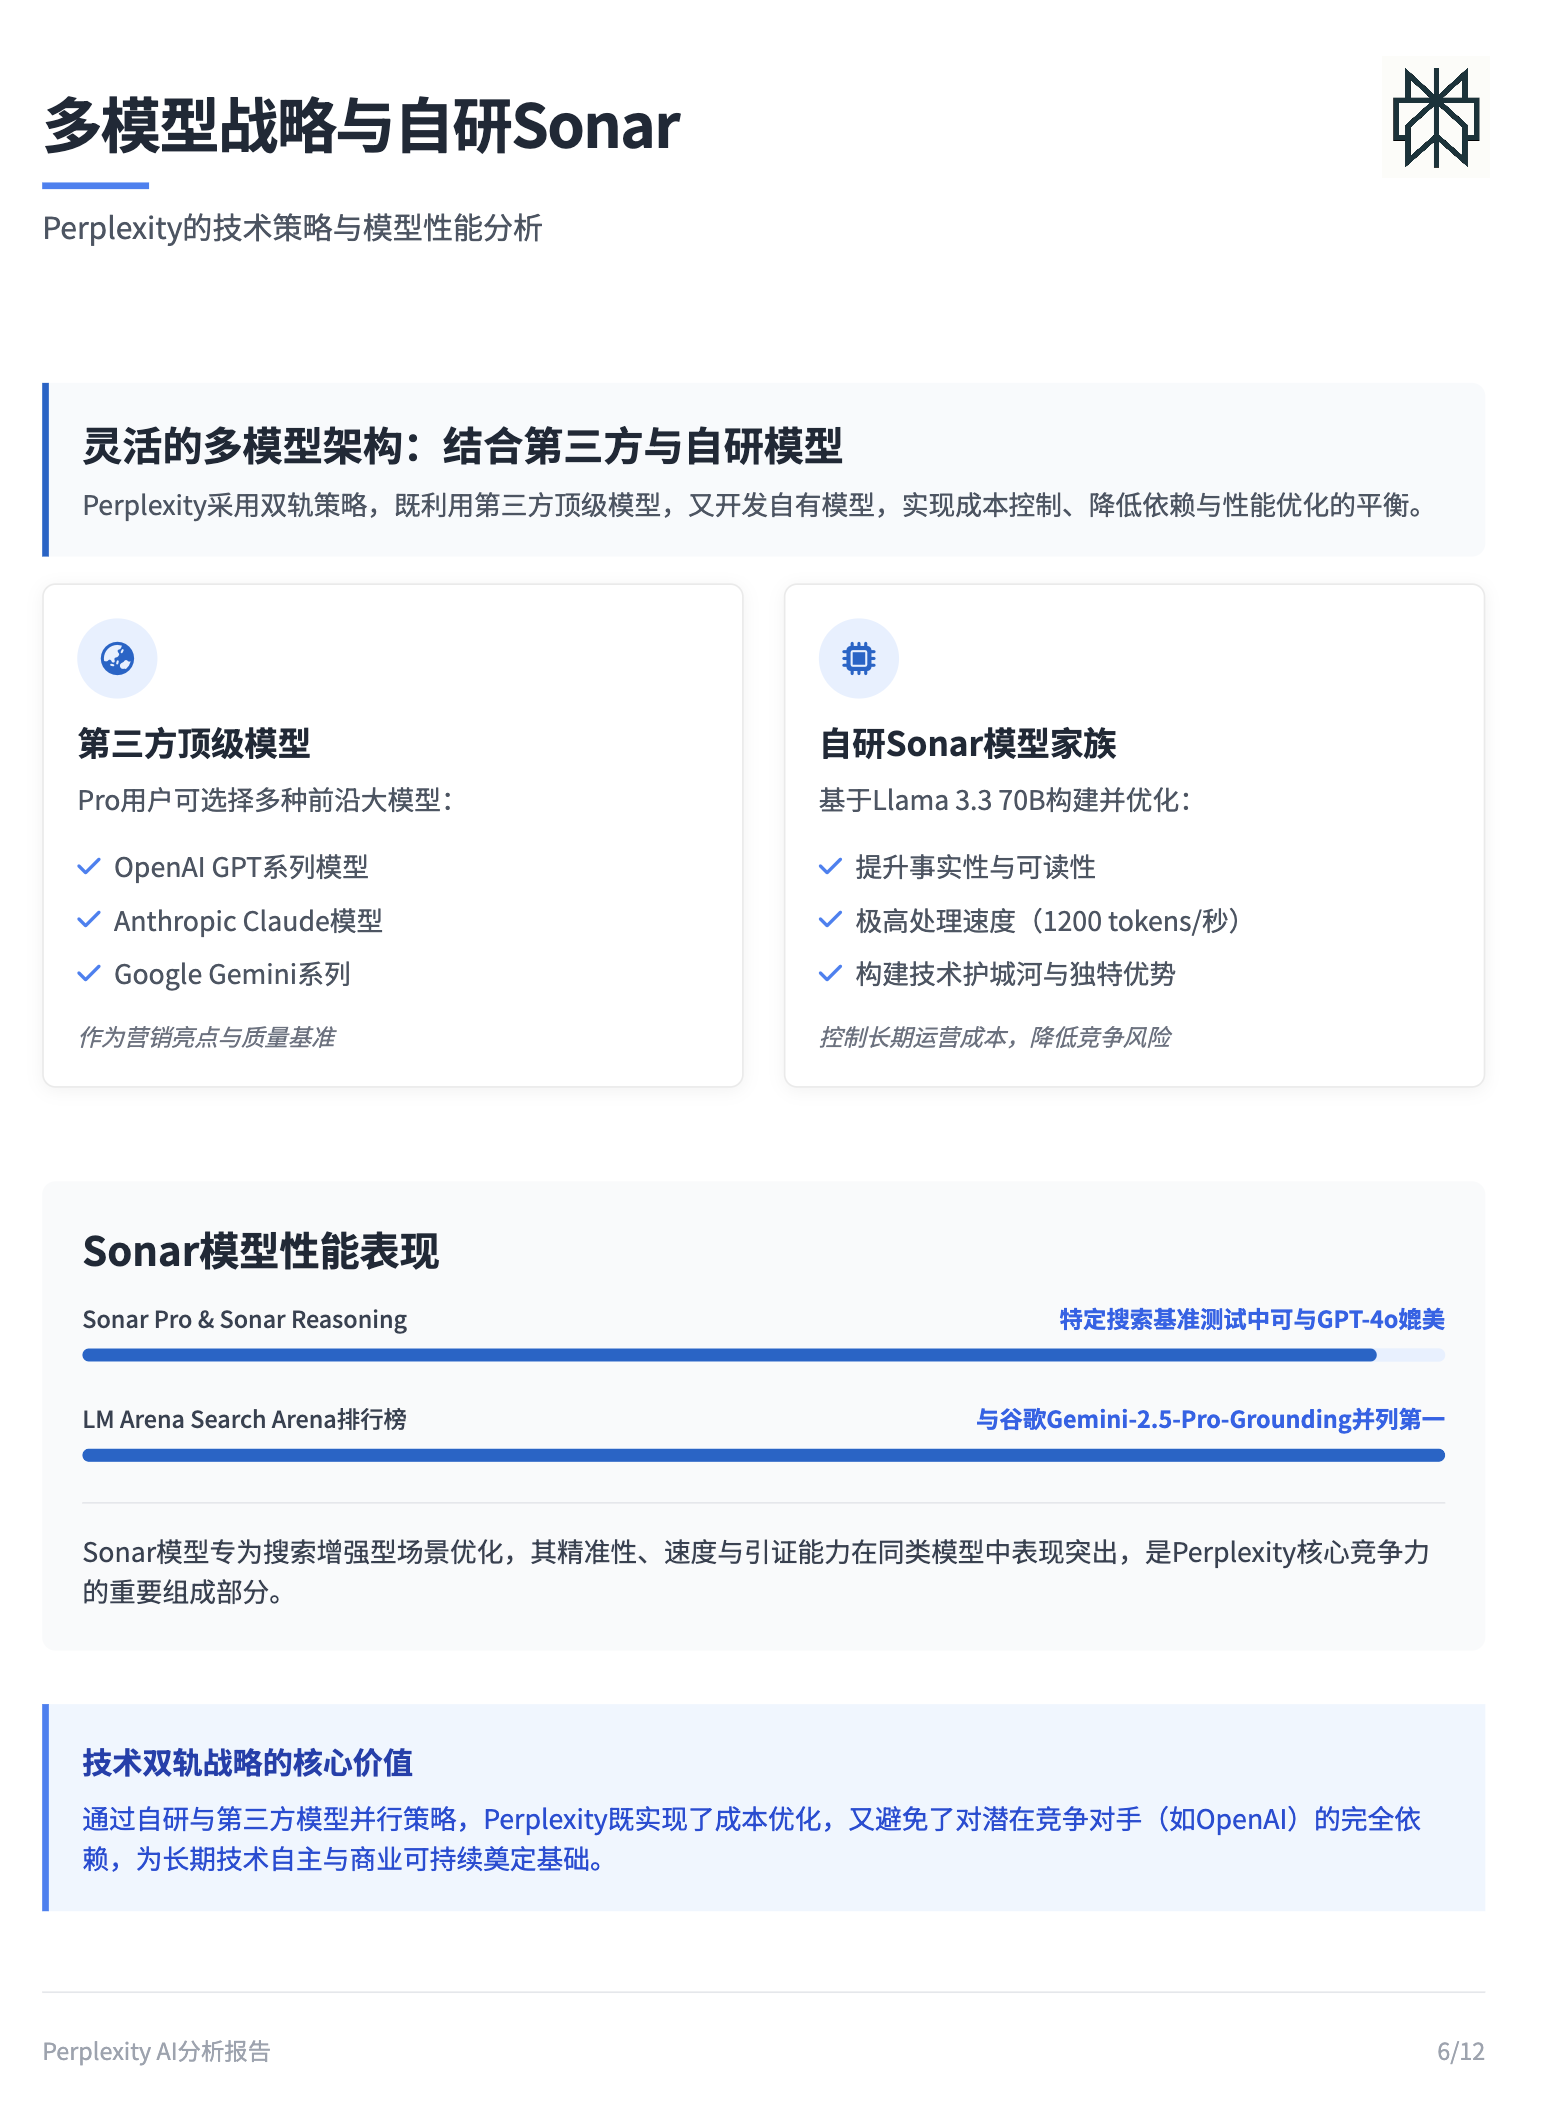 多模型战略与自研Sonar
Perplexity的技术策略与模型性能分析
灵活的多模型架构：结合第三方与自研模型
Perplexity采用双轨策略，既利用第三方顶级模型，又开发自有模型，实现成本控制、降低依赖与性能优化的平衡。
第三方顶级模型
Pro用户可选择多种前沿大模型：
OpenAI GPT系列模型
Anthropic Claude模型
Google Gemini系列
作为营销亮点与质量基准
自研Sonar模型家族
基于Llama 3.3 70B构建并优化：
提升事实性与可读性
极高处理速度（1200 tokens/秒）
构建技术护城河与独特优势
控制长期运营成本，降低竞争风险
Sonar模型性能表现
Sonar Pro & Sonar Reasoning
特定搜索基准测试中可与GPT-4o媲美
LM Arena Search Arena排行榜
与谷歌Gemini-2.5-Pro-Grounding并列第一
Sonar模型专为搜索增强型场景优化，其精准性、速度与引证能力在同类模型中表现突出，是Perplexity核心竞争力
的重要组成部分。
技术双轨战略的核心价值
通过自研与第三方模型并行策略，Perplexity既实现了成本优化，又避免了对潜在竞争对手（如OpenAI）的完全依
赖，为长期技术自主与商业可持续奠定基础。
Perplexity AI分析报告
6/12